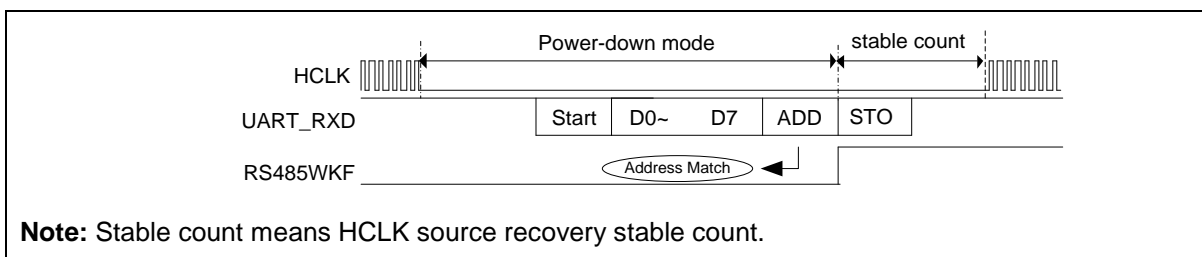 Power-down mode stable count
HCLK
UART_RXD Start D0~ D7 ADD STO
RS485WKF Address Match
Note: Stable count means HCLK source recovery stable count.